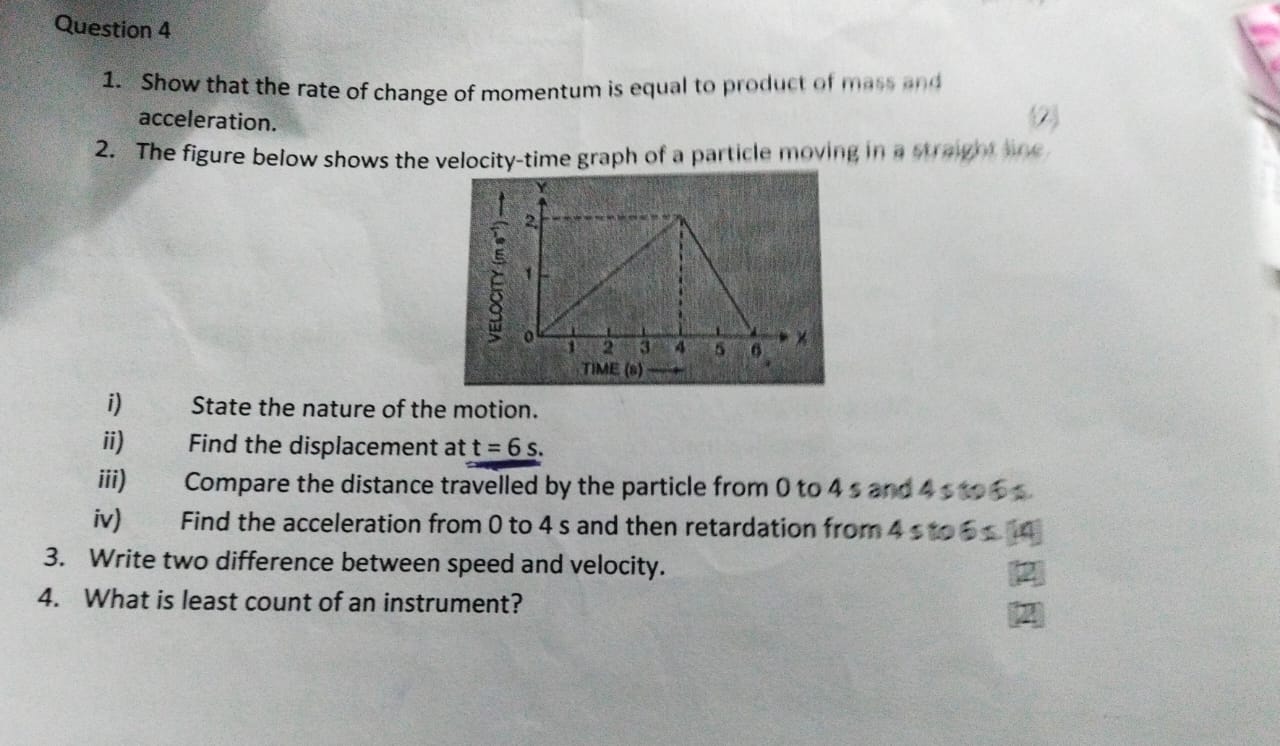 Question 4
1. Show that the rate of change of momentum is equal to product of mass and
acceleration. (2)
2. The figure below shows the velocity-time graph of a particle moving in a straight line.
Y
VELOCITY (m s⁻¹)
2
1
0
1 2 3 4 5 6 X
TIME (s)
i) State the nature of the motion.
ii) Find the displacement at t = 6 s.
iii) Compare the distance travelled by the particle from 0 to 4 s and 4 s to 6 s.
iv) Find the acceleration from 0 to 4 s and then retardation from 4 s to 6 s. [4]
3. Write two difference between speed and velocity. [2]
4. What is least count of an instrument? [2]